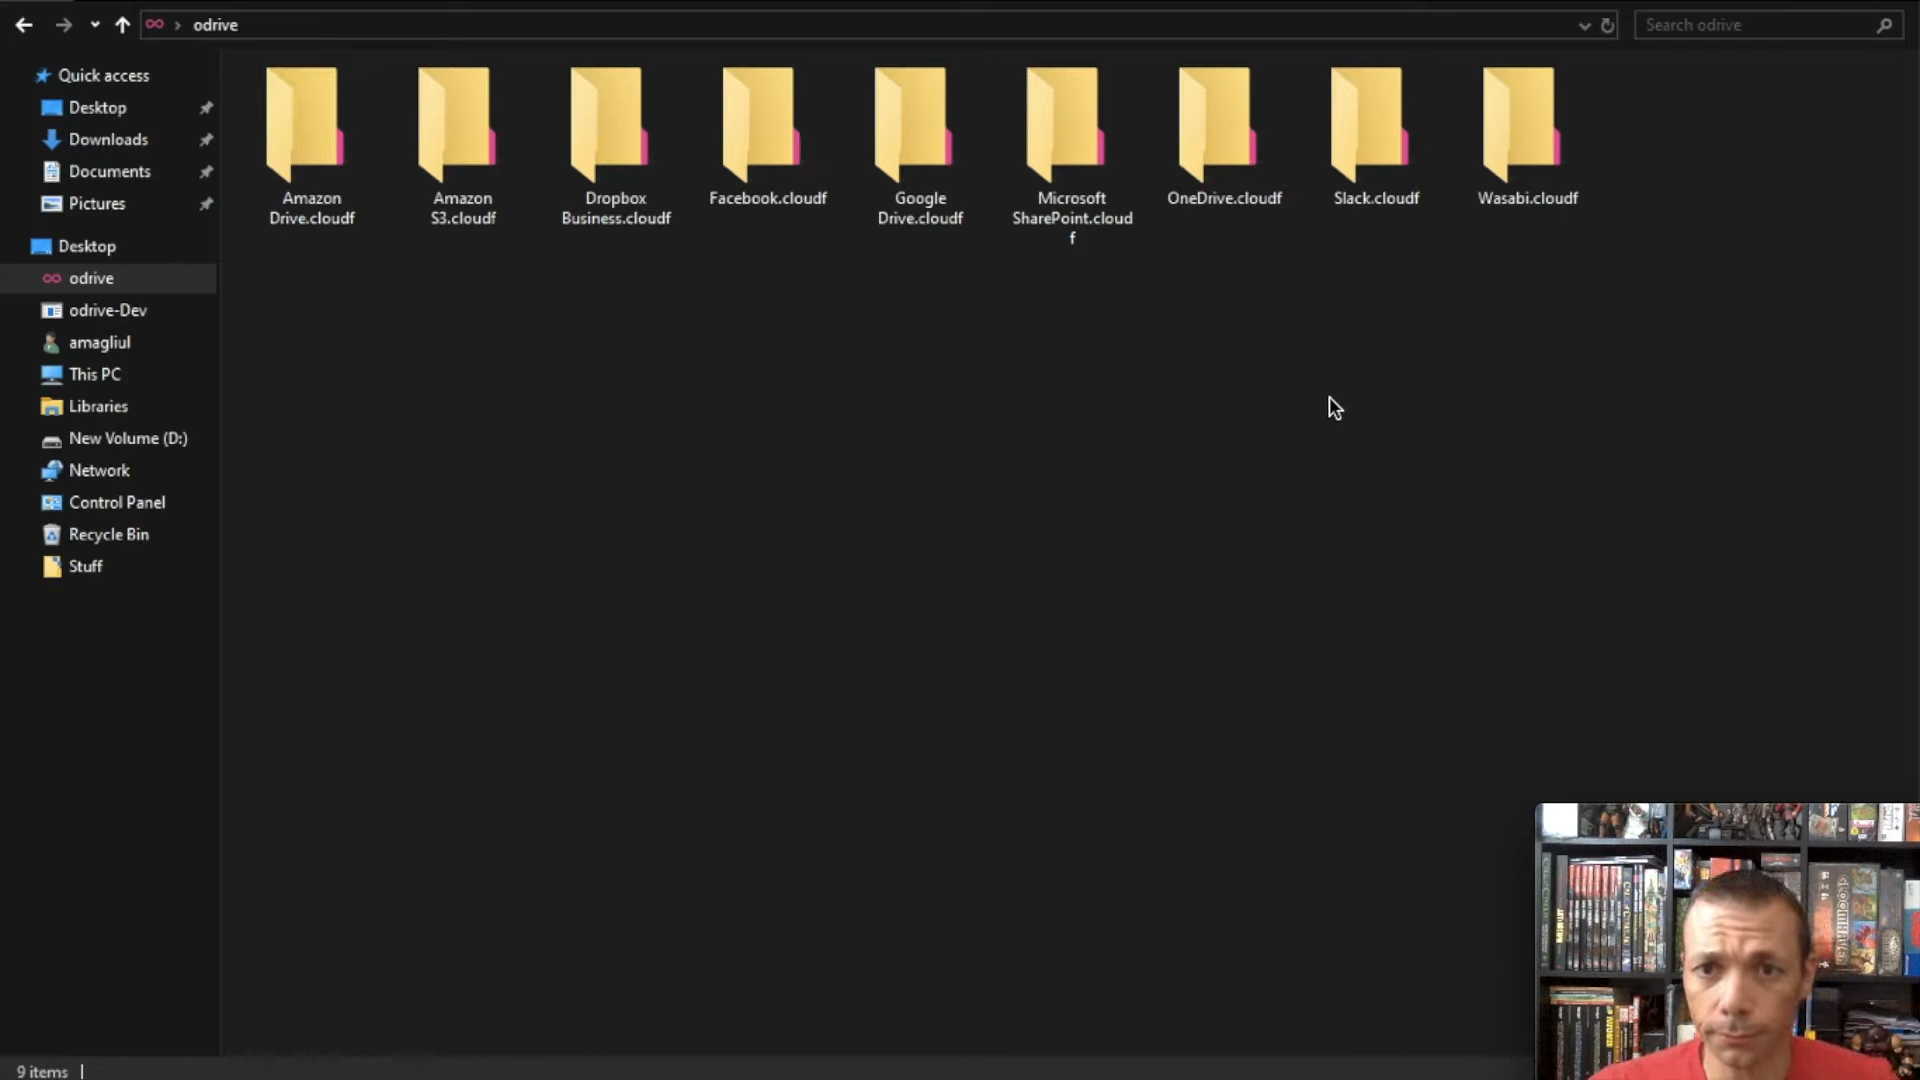 odrive
Search odrive
Quick access
Desktop
Downloads
Documents
Pictures
Desktop
odrive
odrive-Dev
amagliul
This PC
Libraries
New Volume (D:)
Network
Control Panel
Recycle Bin
Stuff
Amazon
Drive.cloudf
Amazon
S3.cloudf
Dropbox
Business.cloudf
Facebook.cloudf
Google
Drive.cloudf
Microsoft
SharePoint.cloud
f
OneDrive.cloudf
Slack.cloudf
Wasabi.cloudf
9 items